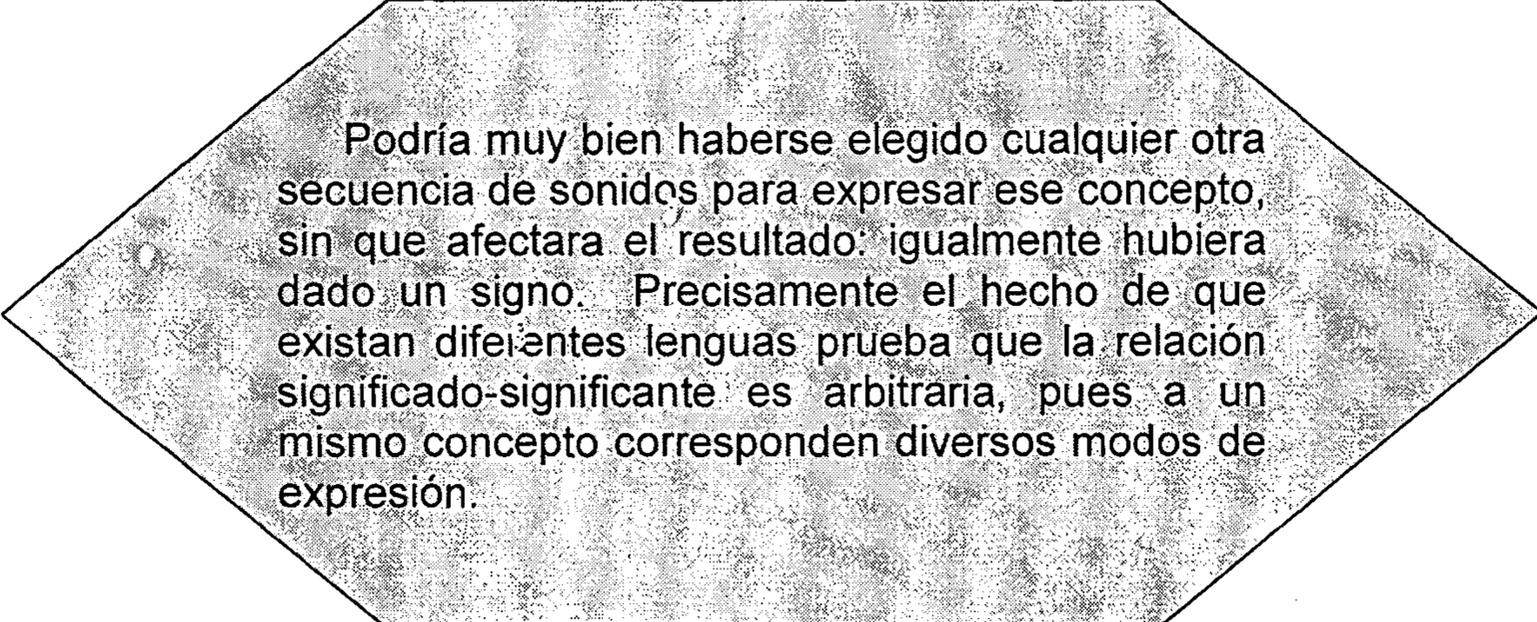 Podría muy bien haberse elegido cualquier otra
secuencia de sonidos para expresar ese concepto,
sin que afectara el resultado: igualmente hubiera
dado un signo. Precisamente el hecho de que
existan diferentes lenguas prueba que la relación
significado-significante es arbitraria, pues a un
mismo concepto corresponden diversos modos de
expresión.